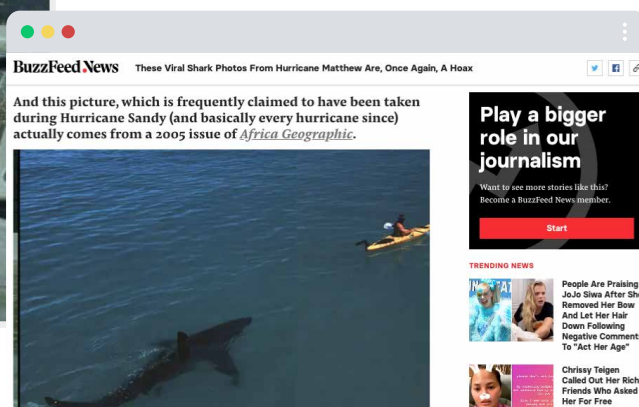 BuzzFeed News
These Viral Shark Photos From Hurricane Matthew Are, Once Again, A Hoax
And this picture, which is frequently claimed to have been taken
during Hurricane Sandy (and basically every hurricane since)
actually comes from a 2005 issue of Africa Geographic.
Play a bigger
role in our
journalism
Want to see more stories like this?
Become a BuzzFeed News member.
Start
TRENDING NEWS
People Are Praising
JoJo Siwa After She
Removed Her Bow
And Let Her Hair
Down Following
Negative Comment
To "Act Her Age"
Chrissy Teigen
Called Out Her Rich
Friends Who Asked
Her For Free